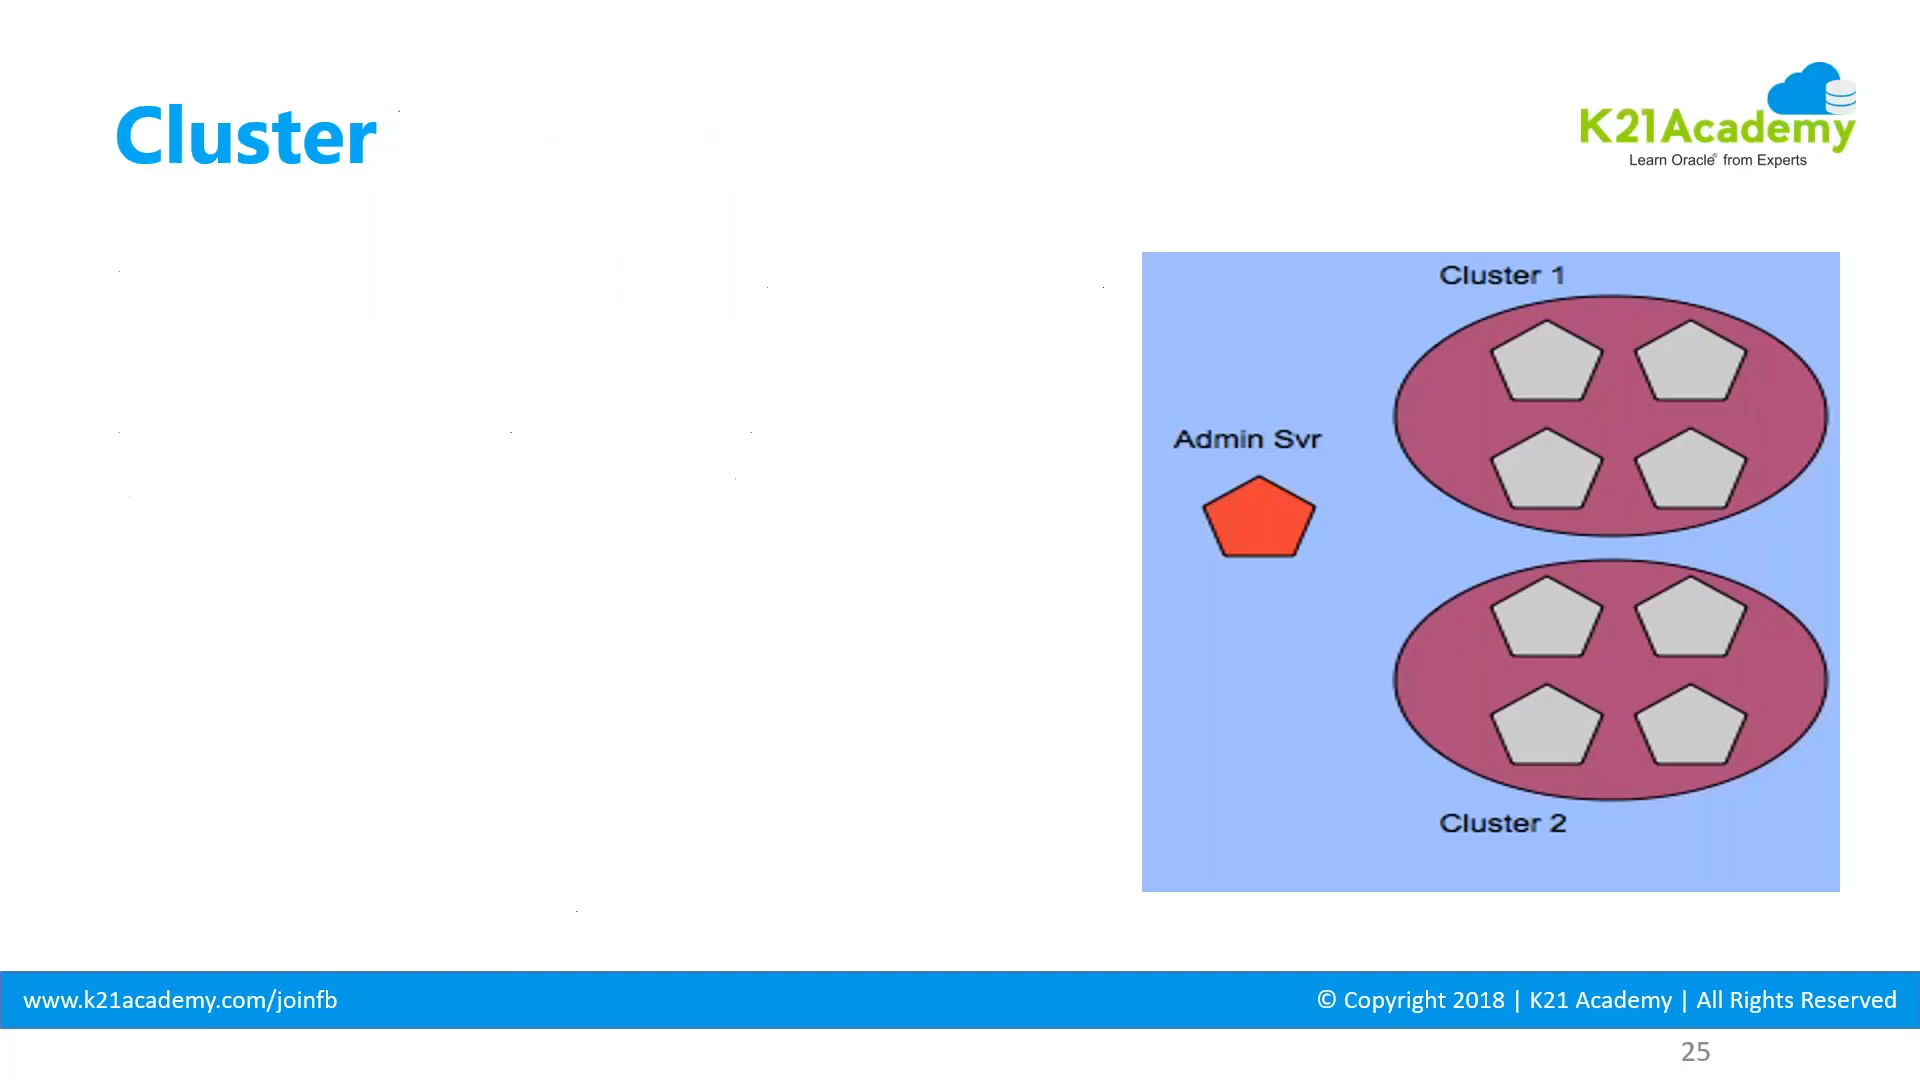 Cluster
K21Academy
Learn Oracle® from Experts
Cluster 1
Admin Svr
Cluster 2
www.k21academy.com/joinfb
© Copyright 2018 | K21 Academy | All Rights Reserved
25